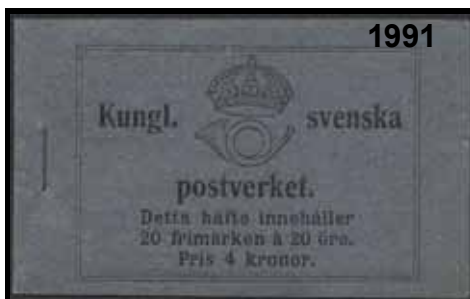 1991
Kungl. svenska
postverket.
Detta häfte innehåller
20 frimärken à 20 öre.
Pris 4 kronor.